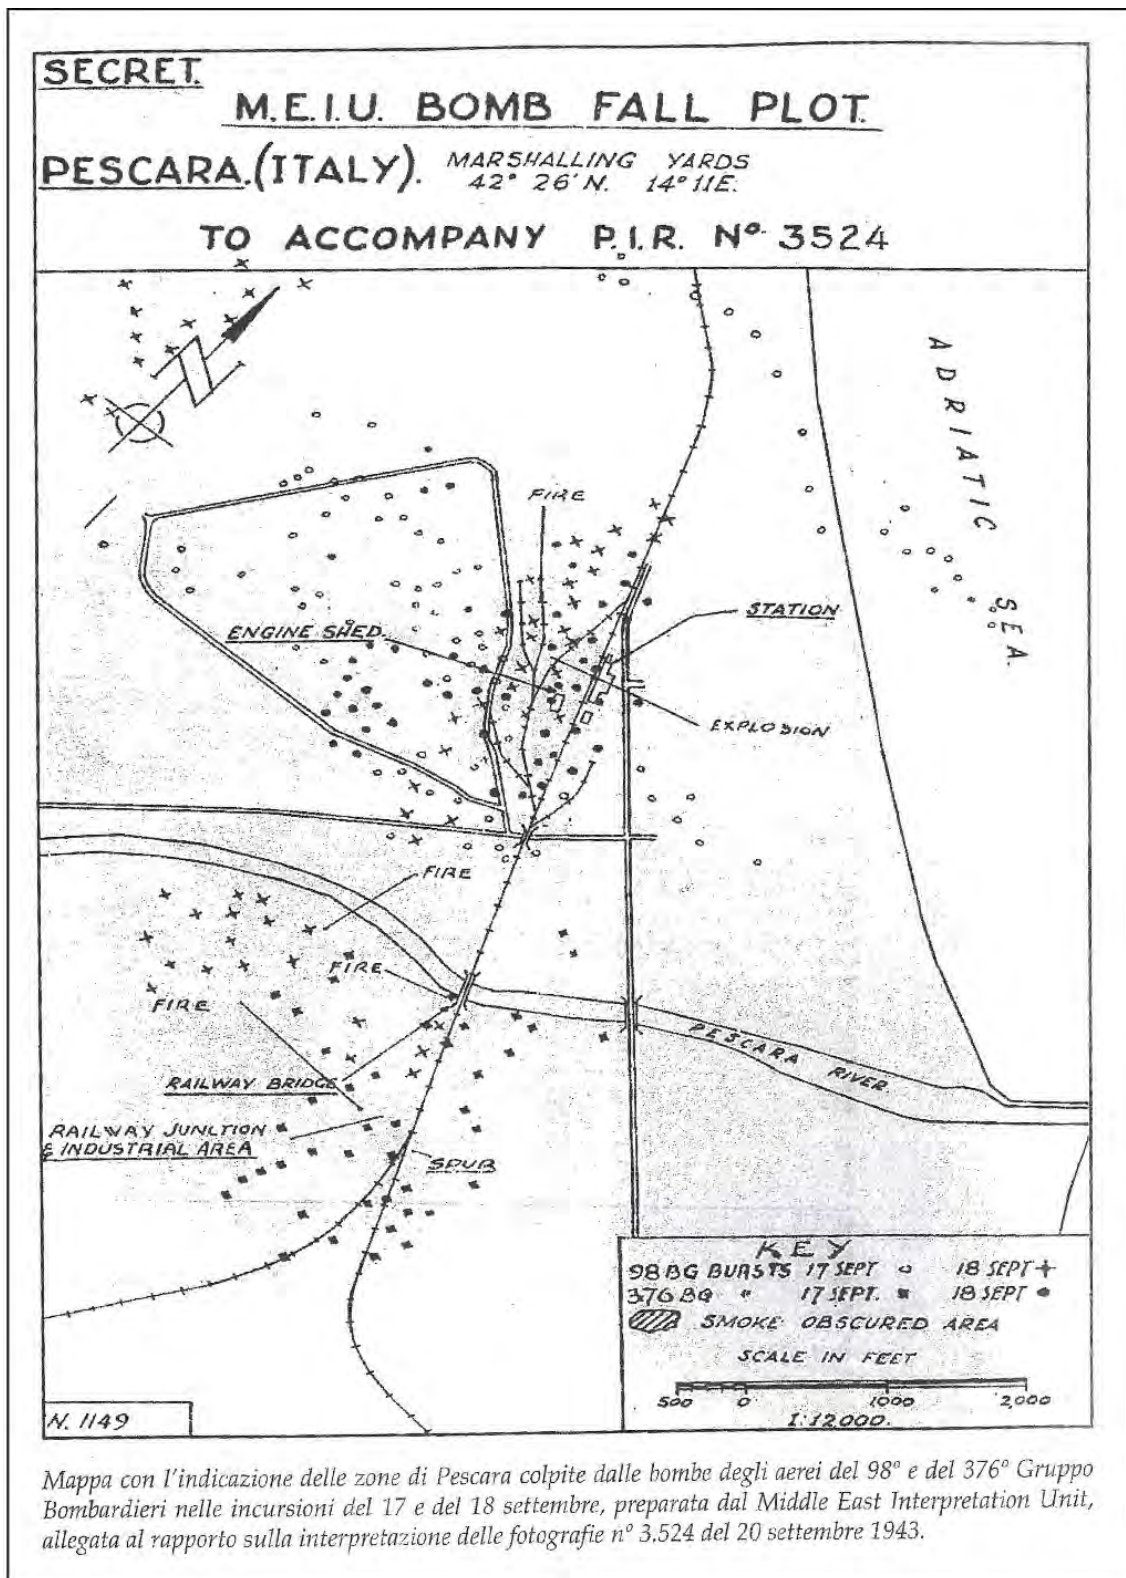 SECRET.
M.E.I.U. BOMB FALL PLOT.
PESCARA.(ITALY). MARSHALLING YARDS
42° 26' N. 14° 11E.
TO ACCOMPANY P.I.R. No. 3524
ADRIATIC SEA.
FIRE
STATION
ENGINE SHED.
EXPLOSION
FIRE
FIRE
FIRE
PESCARA RIVER.
RAILWAY BRIDGE
RAILWAY JUNCTION
& INDUSTRIAL AREA
SPUR
KEY
98 BG BURSTS 17 SEPT 18 SEPT
376 BG " 17 SEPT. 18 SEPT
SMOKE OBSCURED AREA
SCALE IN FEET
500 0 1000 2,000
1:12,000.
N. 1149
Mappa con l'indicazione delle zone di Pescara colpite dalle bombe degli aerei del 98° e del 376° Gruppo
Bombardieri nelle incursioni del 17 e del 18 settembre, preparata dal Middle East Interpretation Unit,
allegata al rapporto sulla interpretazione delle fotografie n° 3.524 del 20 settembre 1943.